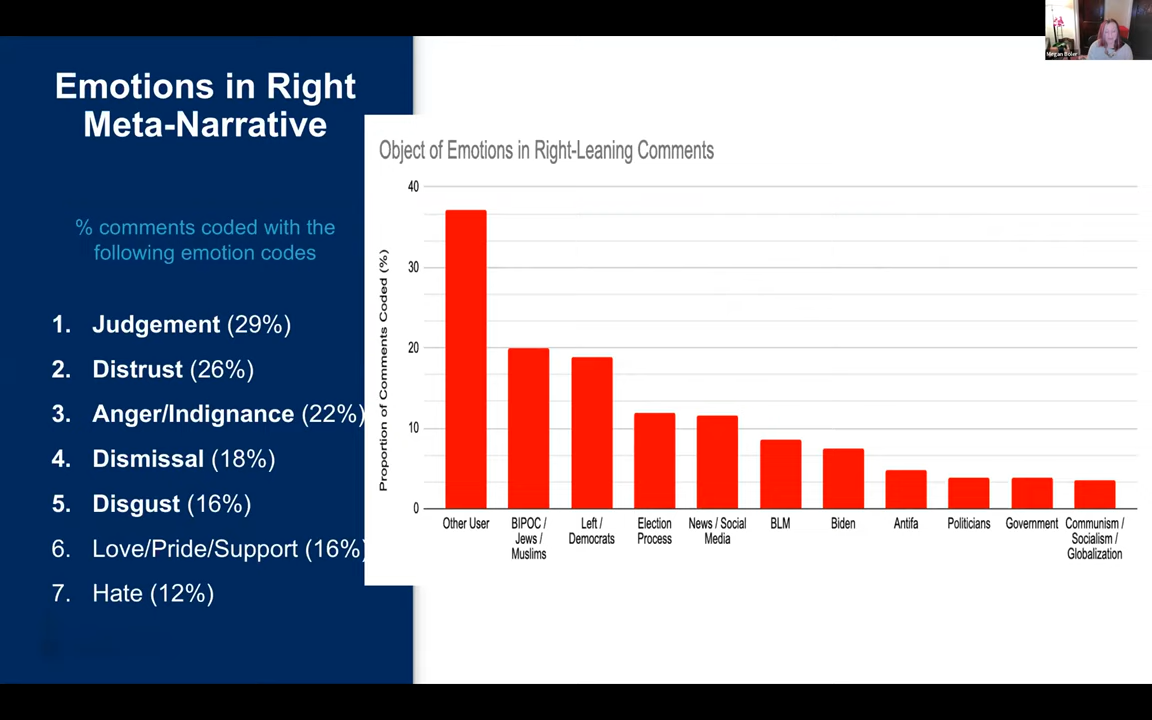 Megan Boler
Emotions in Right
Meta-Narrative
% comments coded with the
following emotion codes
1. Judgement (29%)
2. Distrust (26%)
3. Anger/Indignance (22%)
4. Dismissal (18%)
5. Disgust (16%)
6. Love/Pride/Support (16%)
7. Hate (12%)
Object of Emotions in Right-Leaning Comments
Proportion of Comments Coded (%)
40
30
20
10
0
Other User
BIPOC /
Jews /
Muslims
Left /
Democrats
Election
Process
News / Social
Media
BLM
Biden
Antifa
Politicians
Government
Communism /
Socialism /
Globalization